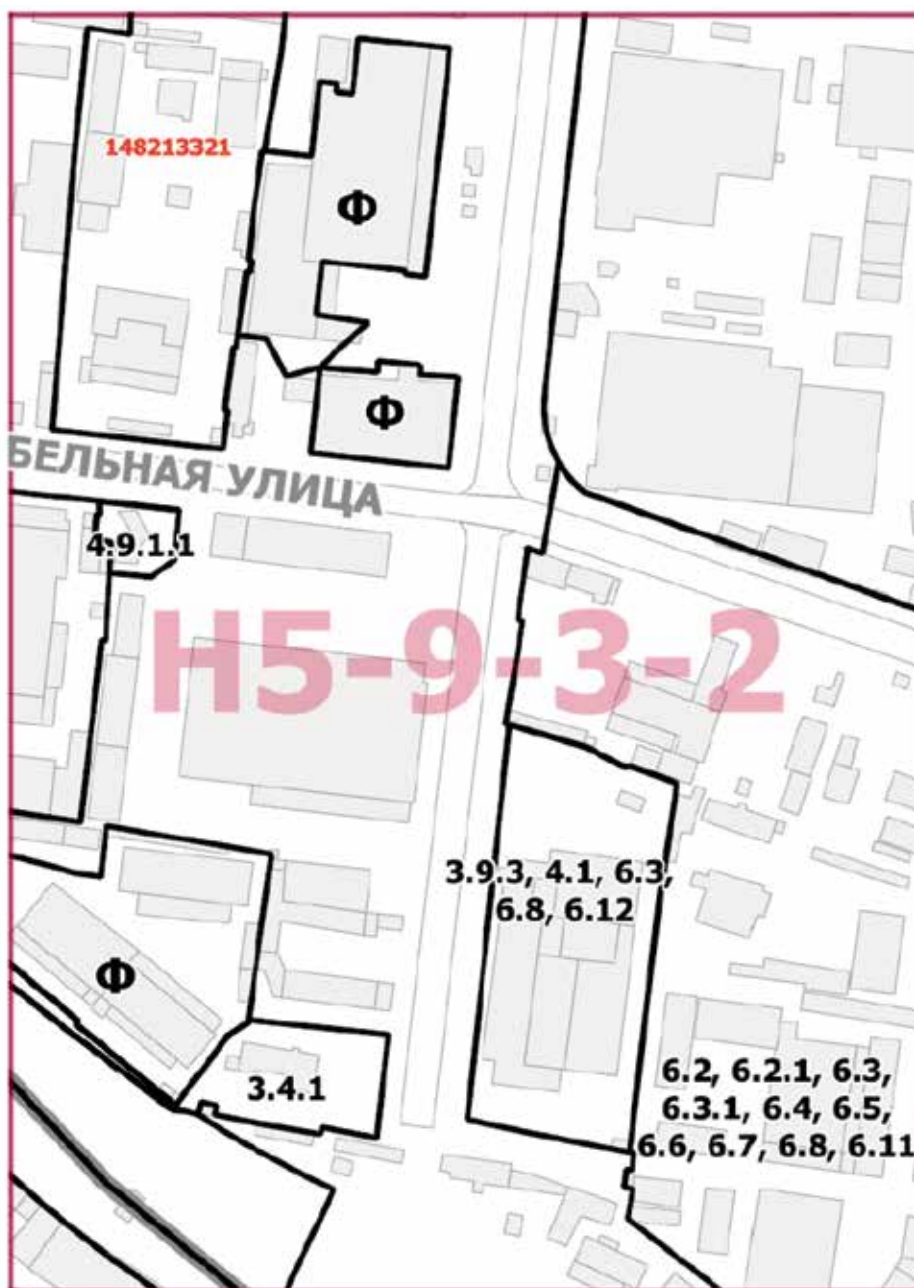 148213321
Ф
Ф
БЕЛЬНАЯ УЛИЦА
4.9.1.1
Н5-9-3-2
3.9.3, 4.1, 6.3,
6.8, 6.12
Ф
3.4.1
6.2, 6.2.1, 6.3,
6.3.1, 6.4, 6.5,
6.6, 6.7, 6.8, 6.11